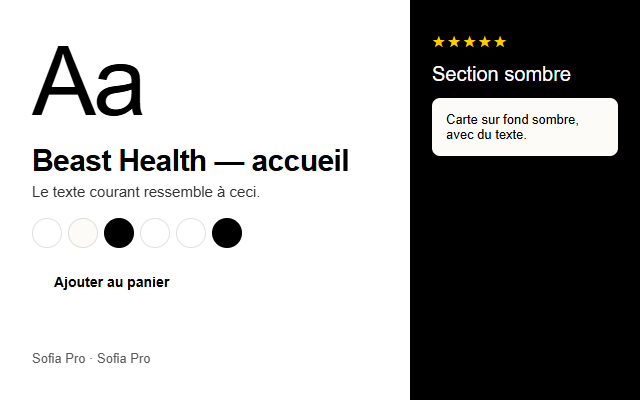 Aa
Beast Health — accueil
Le texte courant ressemble à ceci.
Ajouter au panier
Sofia Pro · Sofia Pro
★★★★★
Section sombre
Carte sur fond sombre,
avec du texte.